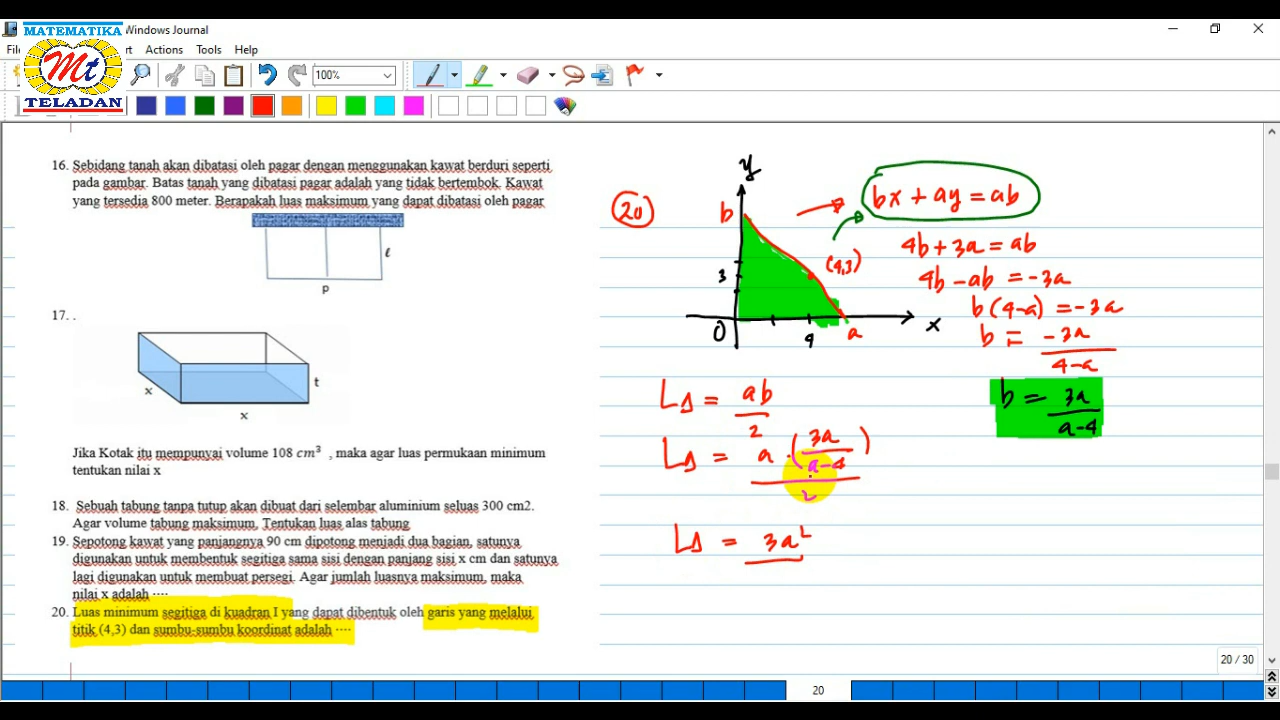 MATEMATIKA
Mt
TELADAN
Windows Journal
Actions Tools Help
100%
16. Sebidang tanah akan dibatasi oleh pagar dengan menggunakan kawat berduri seperti
pada gambar. Batas tanah yang dibatasi pagar adalah yang tidak bertembok. Kawat
yang tersedia 800 meter. Berapakah luas maksimum yang dapat dibatasi oleh pagar
ℓ
p
17. .
t
x
x
Jika Kotak itu mempunyai volume 108 cm³ , maka agar luas permukaan minimum
tentukan nilai x
18. Sebuah tabung tanpa tutup akan dibuat dari selembar aluminium seluas 300 cm2.
Agar volume tabung maksimum, Tentukan luas alas tabung
19. Sepotong kawat yang panjangnya 90 cm dipotong menjadi dua bagian, satunya
digunakan untuk membentuk segitiga sama sisi dengan panjang sisi x cm dan satunya
lagi digunakan untuk membuat persegi. Agar jumlah luasnya maksimum, maka
nilai x adalah ····
20. Luas minimum segitiga di kuadran I yang dapat dibentuk oleh garis yang melalui
titik (4,3) dan sumbu-sumbu koordinat adalah ····
20
y
b
3
(4,3)
0
4
a
x
bx + ay = ab
4b + 3a = ab
4b - ab = -3a
b(4-a) = -3a
b = -3a / 4-a
b = 3a / a-4
L∆ = ab / 2
L∆ = a · (3a / a-4) / 2
L∆ = 3a²
20 / 30
20